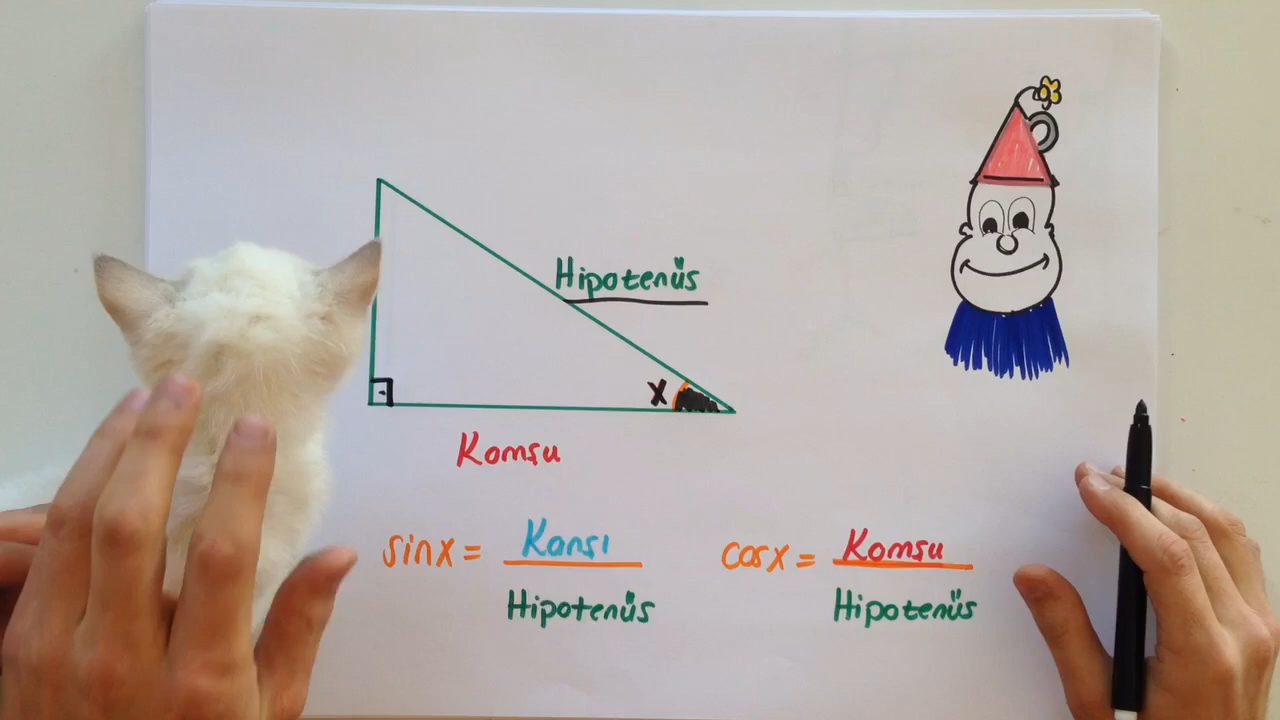 Hipotenüs
x
Komşu
sinx = Karşı
Hipotenüs
cosx = Komşu
Hipotenüs